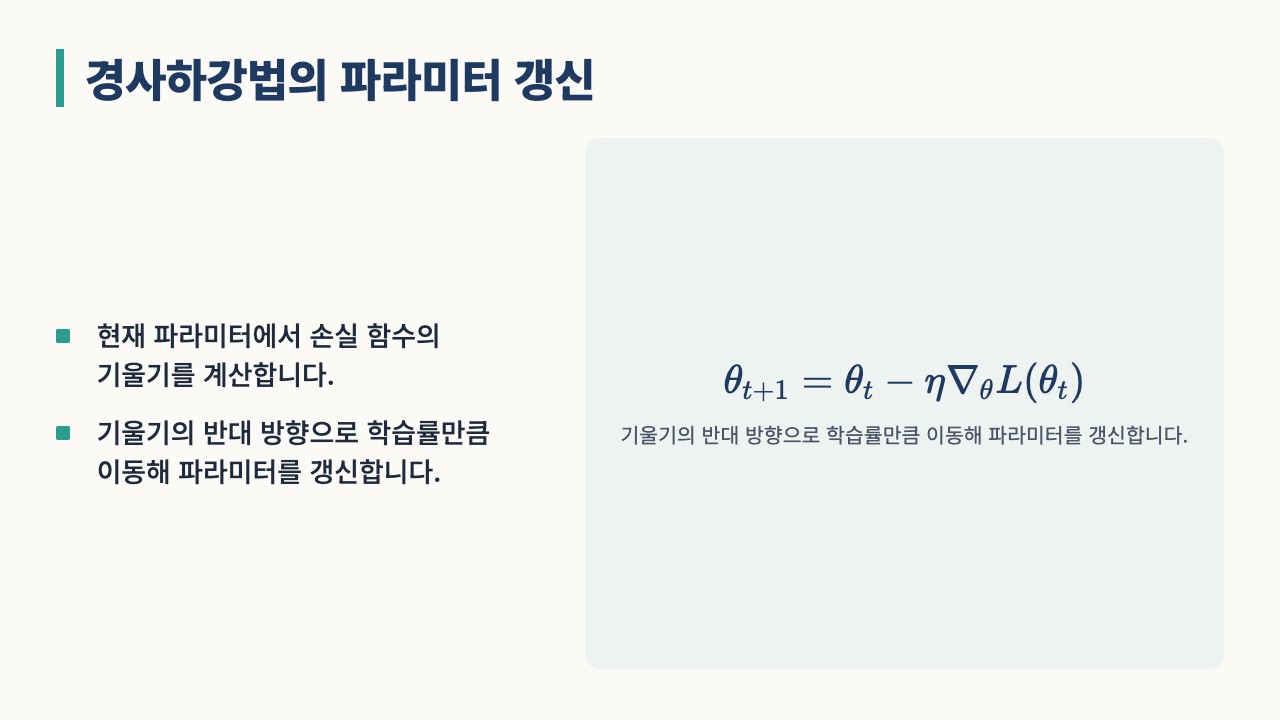 경사하강법의 파라미터 갱신
현재 파라미터에서 손실 함수의
기울기를 계산합니다.
기울기의 반대 방향으로 학습률만큼
이동해 파라미터를 갱신합니다.
θ_{t+1} = θ_t − η∇_θ L(θ_t)
기울기의 반대 방향으로 학습률만큼 이동해 파라미터를 갱신합니다.